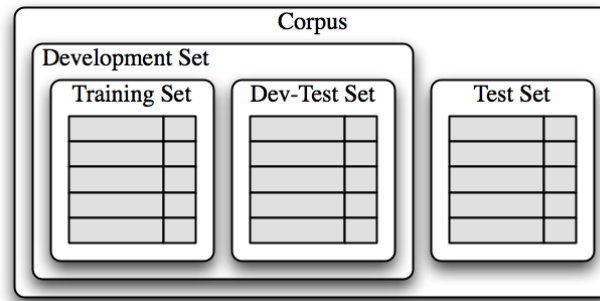 Corpus
Development Set
Training Set
Dev-Test Set
Test Set